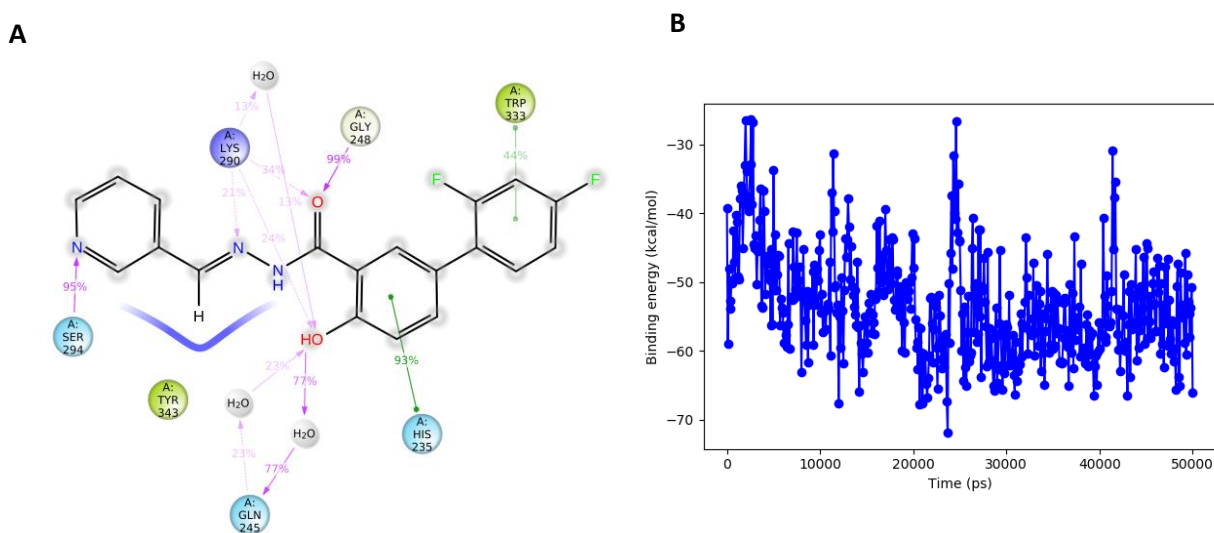 A
B
H₂O
13%
A:
LYS
290
A:
GLY
248
A:
TRP
333
99%
34%
44%
21%
13%
24%
F
F
O
N
N
N
H
H
95%
A:
SER
294
HO
93%
23%
77%
A:
TYR
343
H₂O
H₂O
A:
HIS
235
23%
77%
A:
GLN
245
Binding energy (kcal/mol)
−30
−40
−50
−60
−70
0
10000
20000
30000
40000
50000
Time (ps)